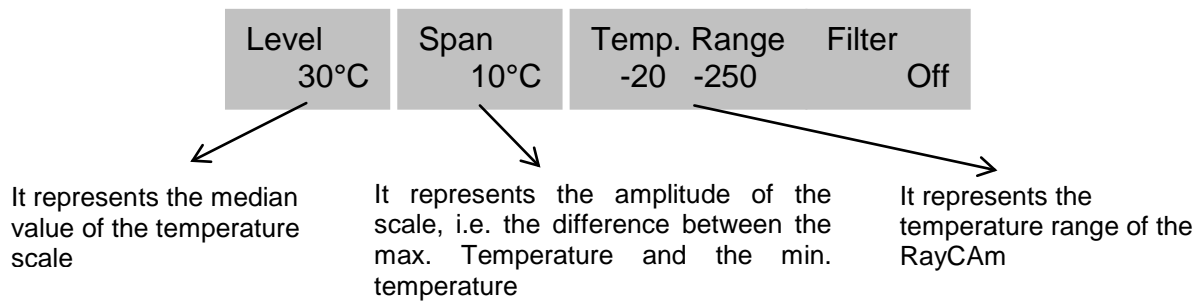 Level Span Temp. Range Filter
30°C 10°C -20 -250 Off
It represents the median
value of the temperature
scale
It represents the amplitude of the
scale, i.e. the difference between the
max. Temperature and the min.
temperature
It represents the
temperature range of the
RayCAm